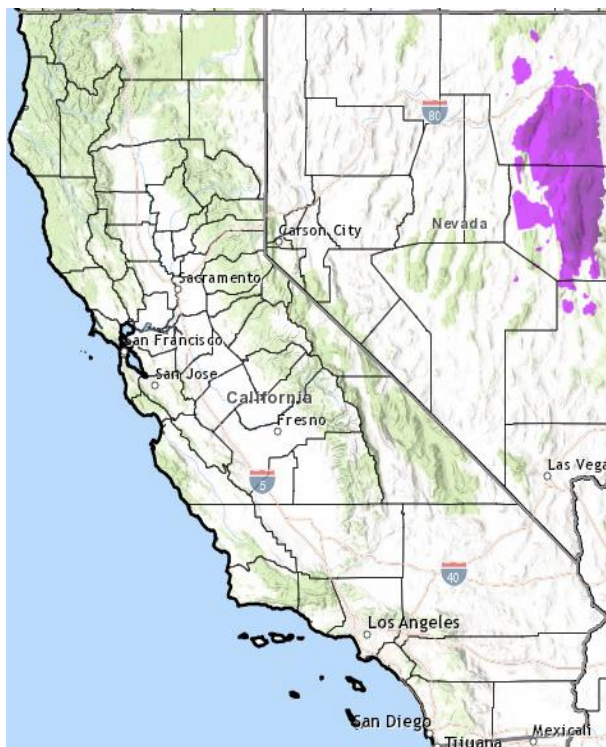 80
Nevada
Carson City
Sacramento
San Francisco
San Jose
California
Fresno
Las Vega
5
40
Los Angeles
San Diego
Tijuana
Mexicali